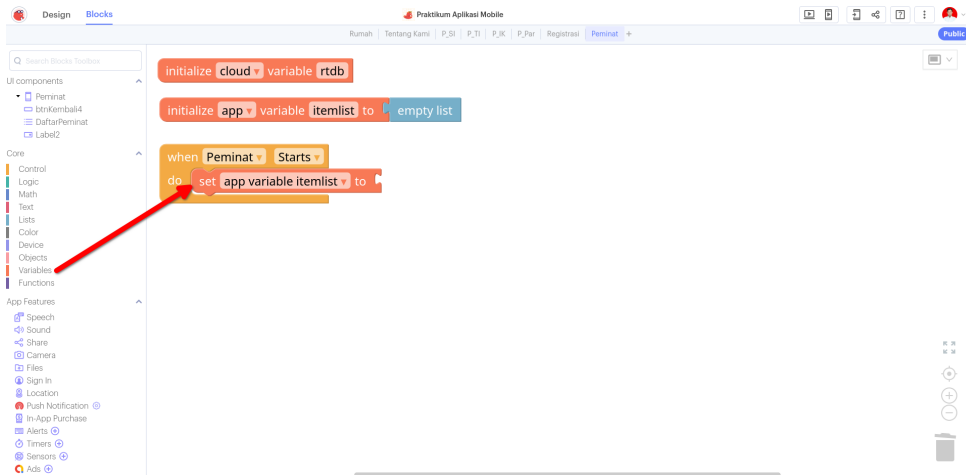 Design Blocks Praktikum Aplikasi Mobile
Rumah Tentang Kami P_SI P_TI P_IK P_Par Registrasi Peminat + Public
Search Blocks Toolbox
UI components
Peminat
btnKembali4
DaftarPeminat
Label2
Core
Control
Logic
Math
Text
Lists
Color
Device
Objects
Variables
Functions
App Features
Speech
Sound
Share
Camera
Files
Sign In
Location
Push Notification
In-App Purchase
Alerts
Timers
Sensors
Ads
initialize cloud variable rtdb
initialize app variable itemlist to empty list
when Peminat Starts
do set app variable itemlist to